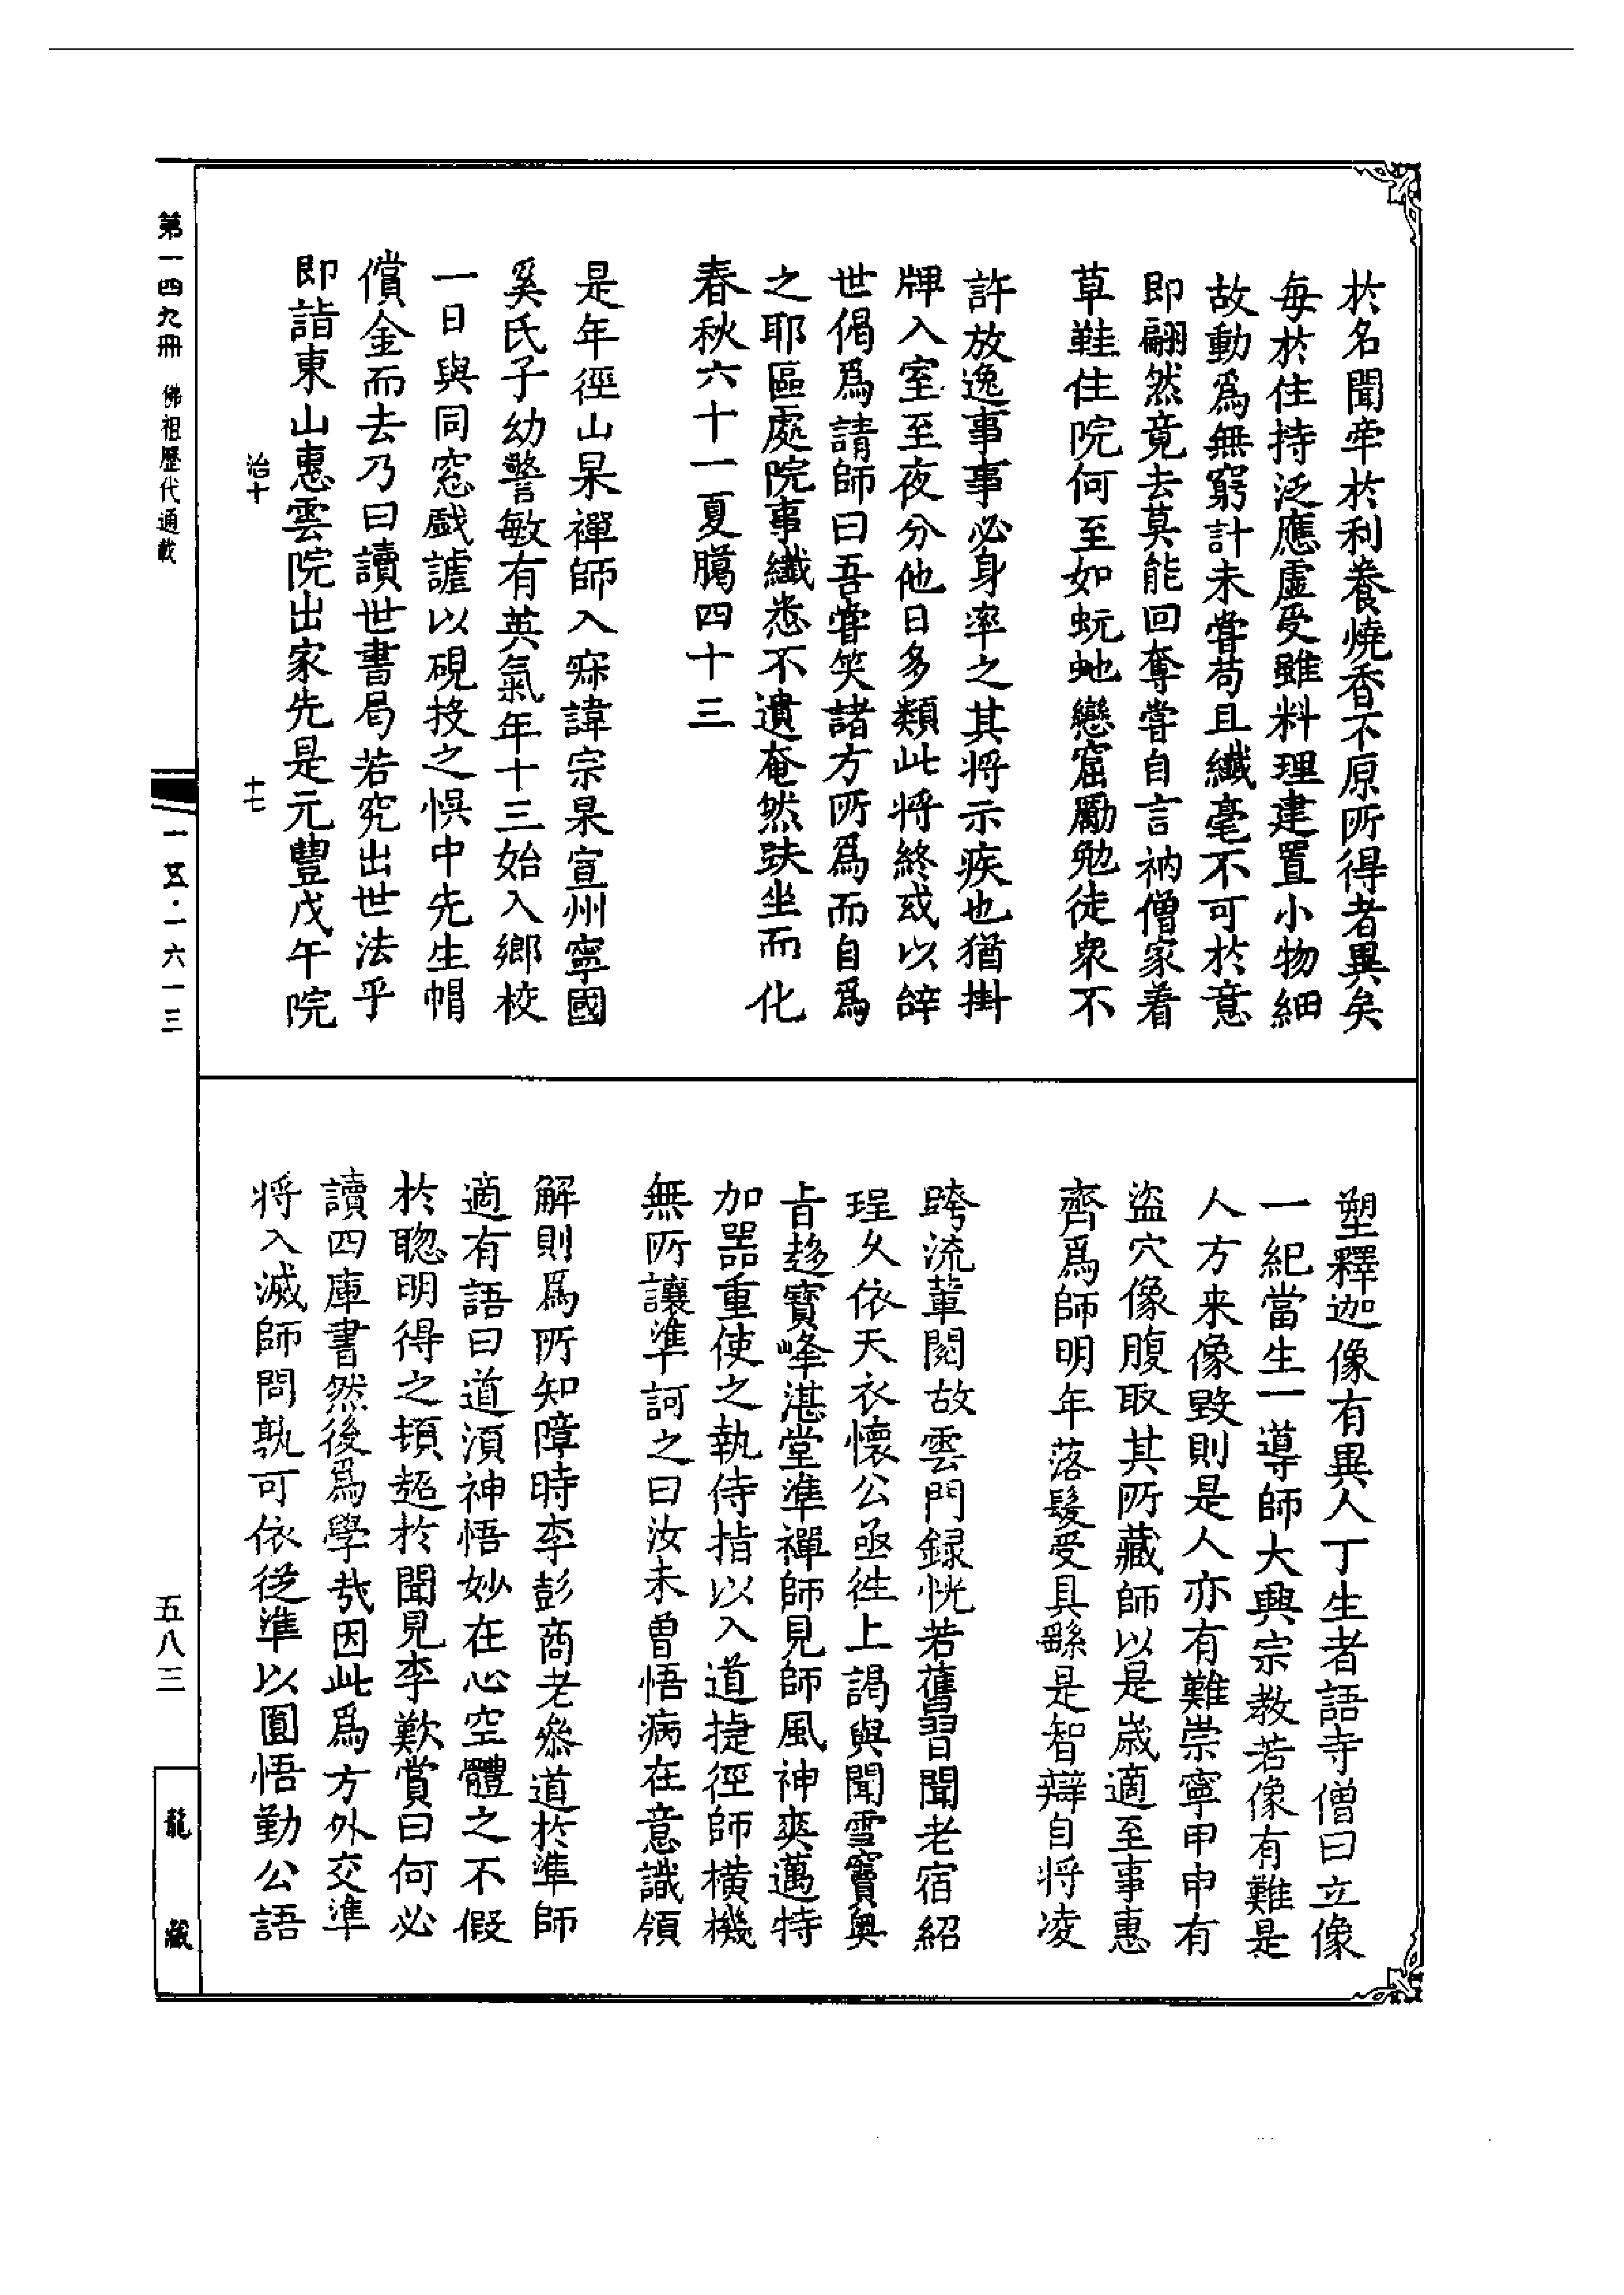 於名聞牽於利養燒香不原所得者異矣
每於住持泛應虛受雖料理建置小物細
故動爲無窮計未甞苟且纖毫不可於意
即翩然竟去莫能回奪甞自言衲僧家着
草鞋住院何至如蚖虵戀窟勵勉徒衆不
許放逸事事必身率之其將示疾也猶掛
牌入室至夜分他日多類此將終或以辝
世偈爲請師曰吾甞笑諸方所爲而自爲
之耶區處院事纖悉不遺奄然趺坐而化
春秋六十一夏臈四十三
是年徑山杲禪師入寂諱宗杲宣州寧國
奚氏子幼警敏有英氣年十三始入鄉校
一日與同窓戲謔以硯投之悞中先生帽
償金而去乃曰讀世書曷若究出世法乎
即詣東山惠雲院出家先是元豐戊午院
治十
十七
塑釋迦像有異人丁生者語寺僧曰立像
一紀當生一導師大興宗教若像有難是
人方来像毀則是人亦有難崇寧甲申有
盜穴像腹取其所藏師以是歲適至事惠
齊爲師明年落髮受具繇是智辯自將凌
跨流輩閱故雲門録恍若舊習聞老宿紹
珵久依天衣懷公亟徃上謁與聞雪竇奥
旨趍寶峰湛堂準禪師見師風神爽邁特
加噐重使之執侍指以入道捷徑師横機
無所讓準訶之曰汝未曾悟病在意識領
解則爲所知障時李彭商老叅道於準師
適有語曰道湏神悟妙在心空體之不假
於聦明得之頓超於聞見李歎賞曰何必
讀四庫書然後爲學㢤因此爲方外交準
將入滅師問孰可依從準以圓悟勤公語
第一四九冊 佛祖歷代通載
一五·一六一三
五八三
龍藏